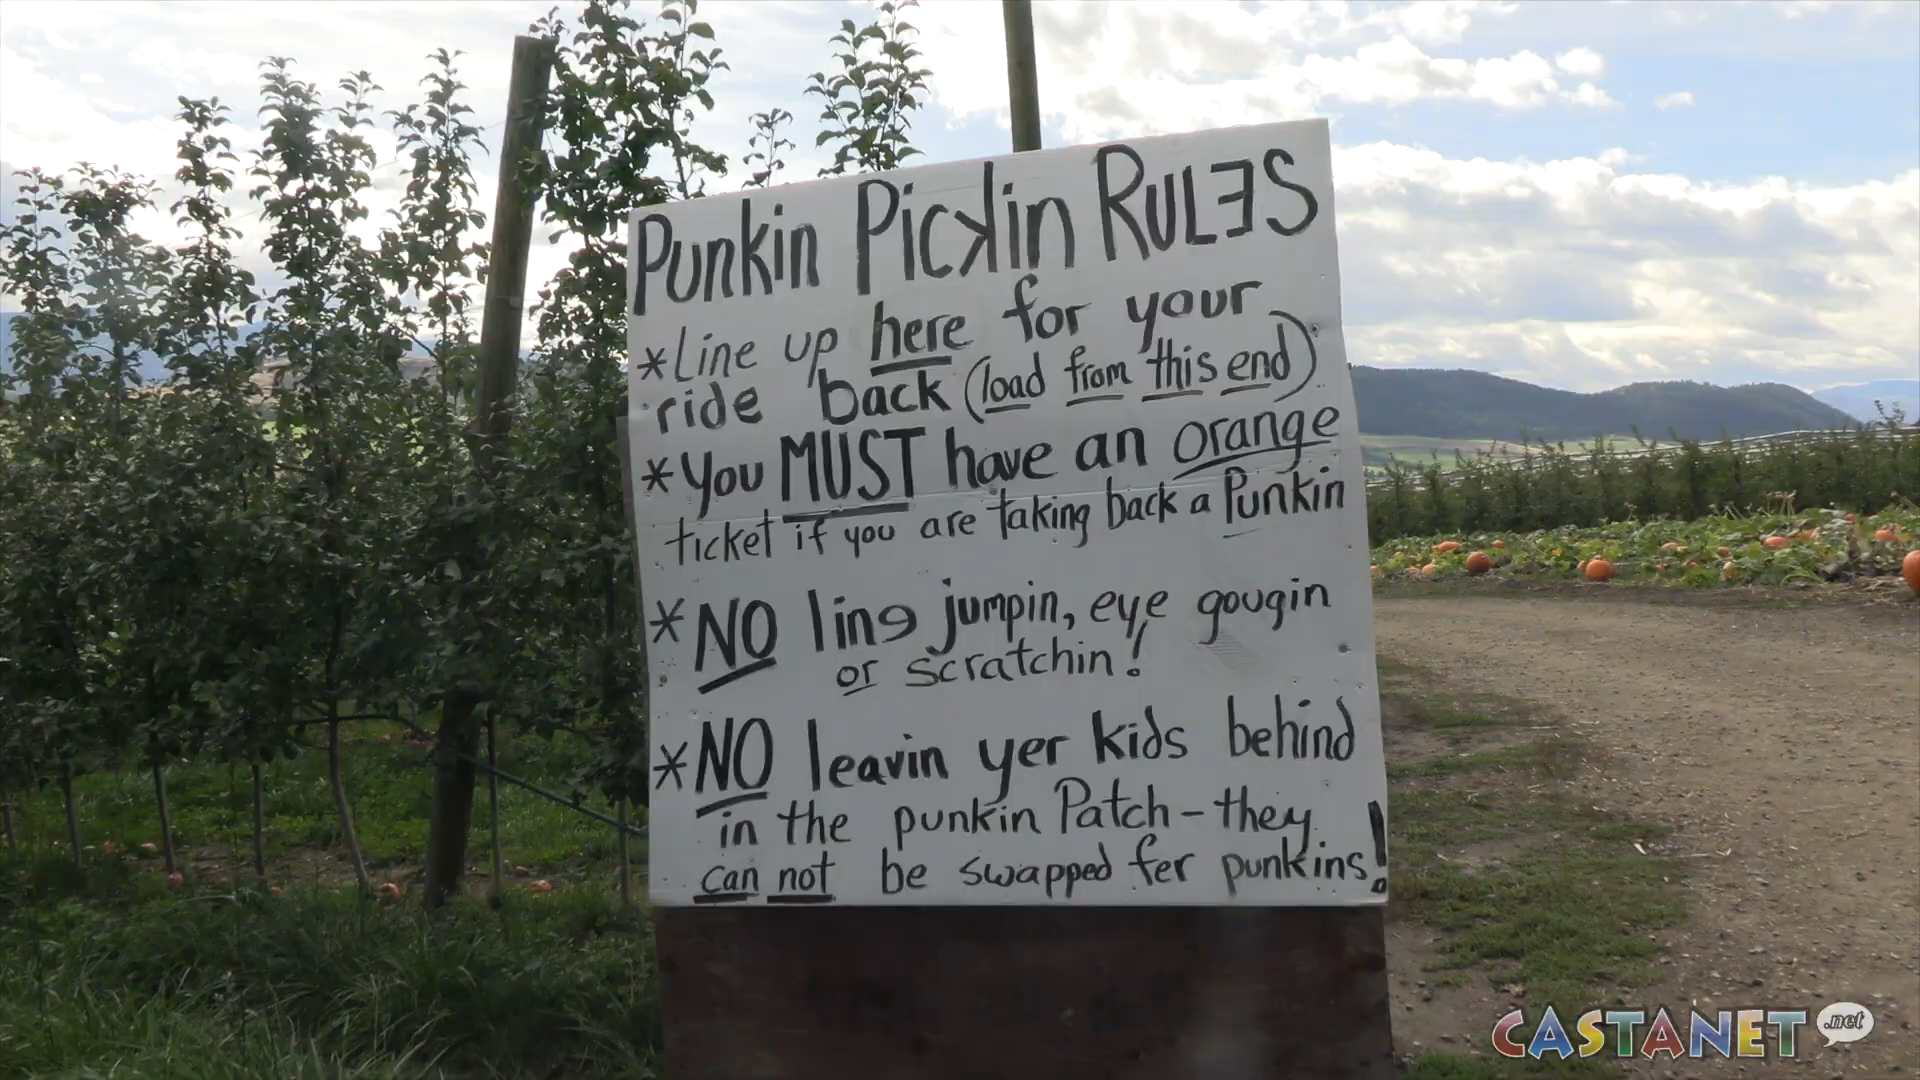 Punkin Pickin RULES
*Line up here for your
ride back (load from this end)
*You MUST have an orange
ticket if you are taking back a Punkin
*NO line jumpin, eye gougin
or scratchin!
*NO leavin yer kids behind
in the punkin Patch - they
can not be swapped fer punkins!
CASTANET .net